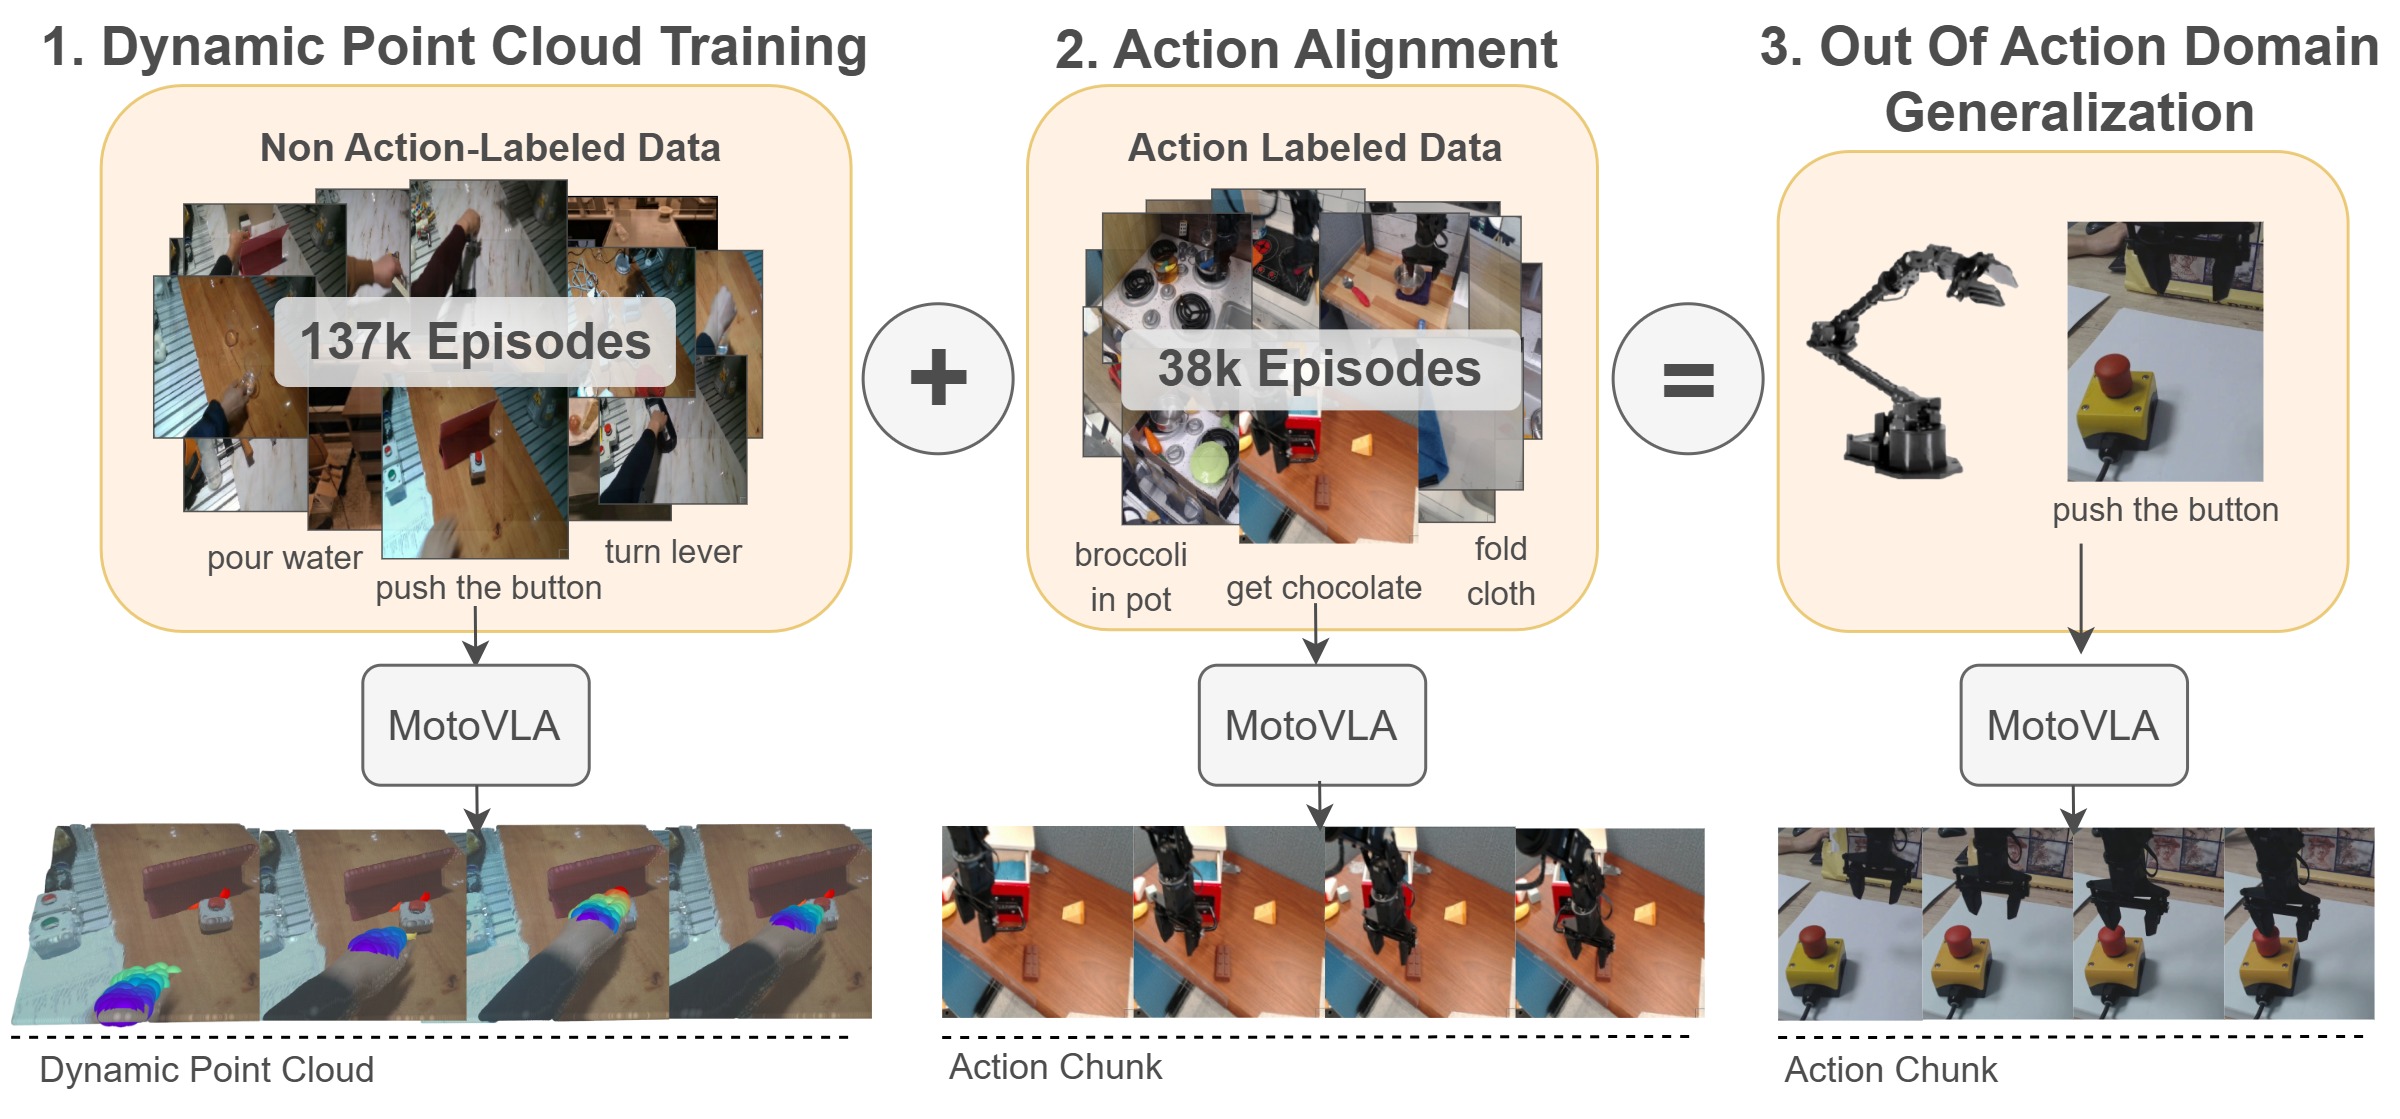 1. Dynamic Point Cloud Training
Non Action-Labeled Data
137k Episodes
pour water
push the button
turn lever
MotoVLA
Dynamic Point Cloud
+
2. Action Alignment
Action Labeled Data
38k Episodes
broccoli
in pot
get chocolate
fold
cloth
MotoVLA
Action Chunk
=
3. Out Of Action Domain
Generalization
push the button
MotoVLA
Action Chunk